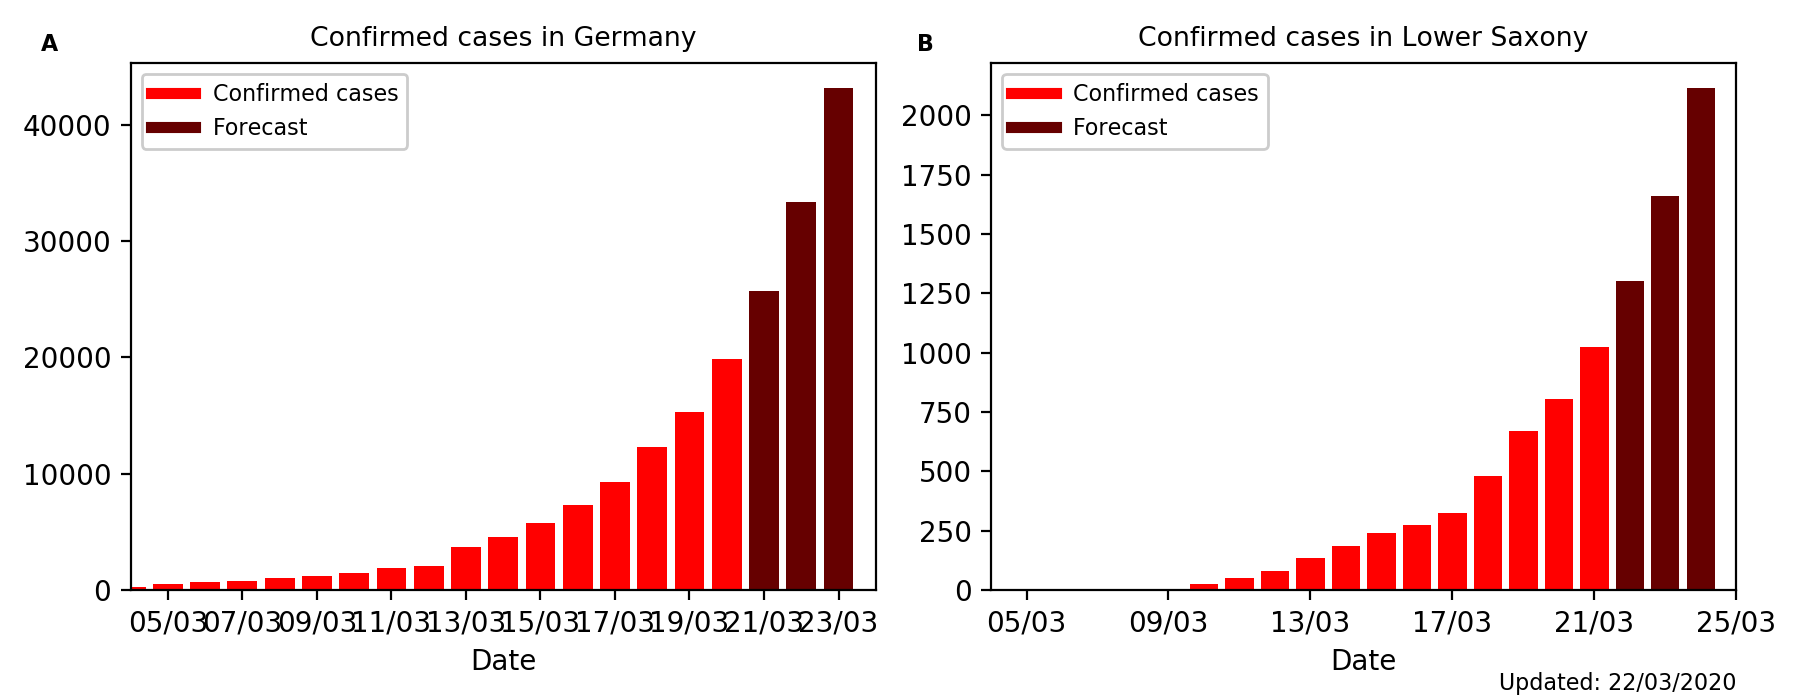 A
Confirmed cases in Germany
Confirmed cases
Forecast
40000
30000
20000
10000
0
05/03 07/03 09/03 11/03 13/03 15/03 17/03 19/03 21/03 23/03
Date
B
Confirmed cases in Lower Saxony
Confirmed cases
Forecast
2000
1750
1500
1250
1000
750
500
250
0
05/03 09/03 13/03 17/03 21/03 25/03
Date
Updated: 22/03/2020